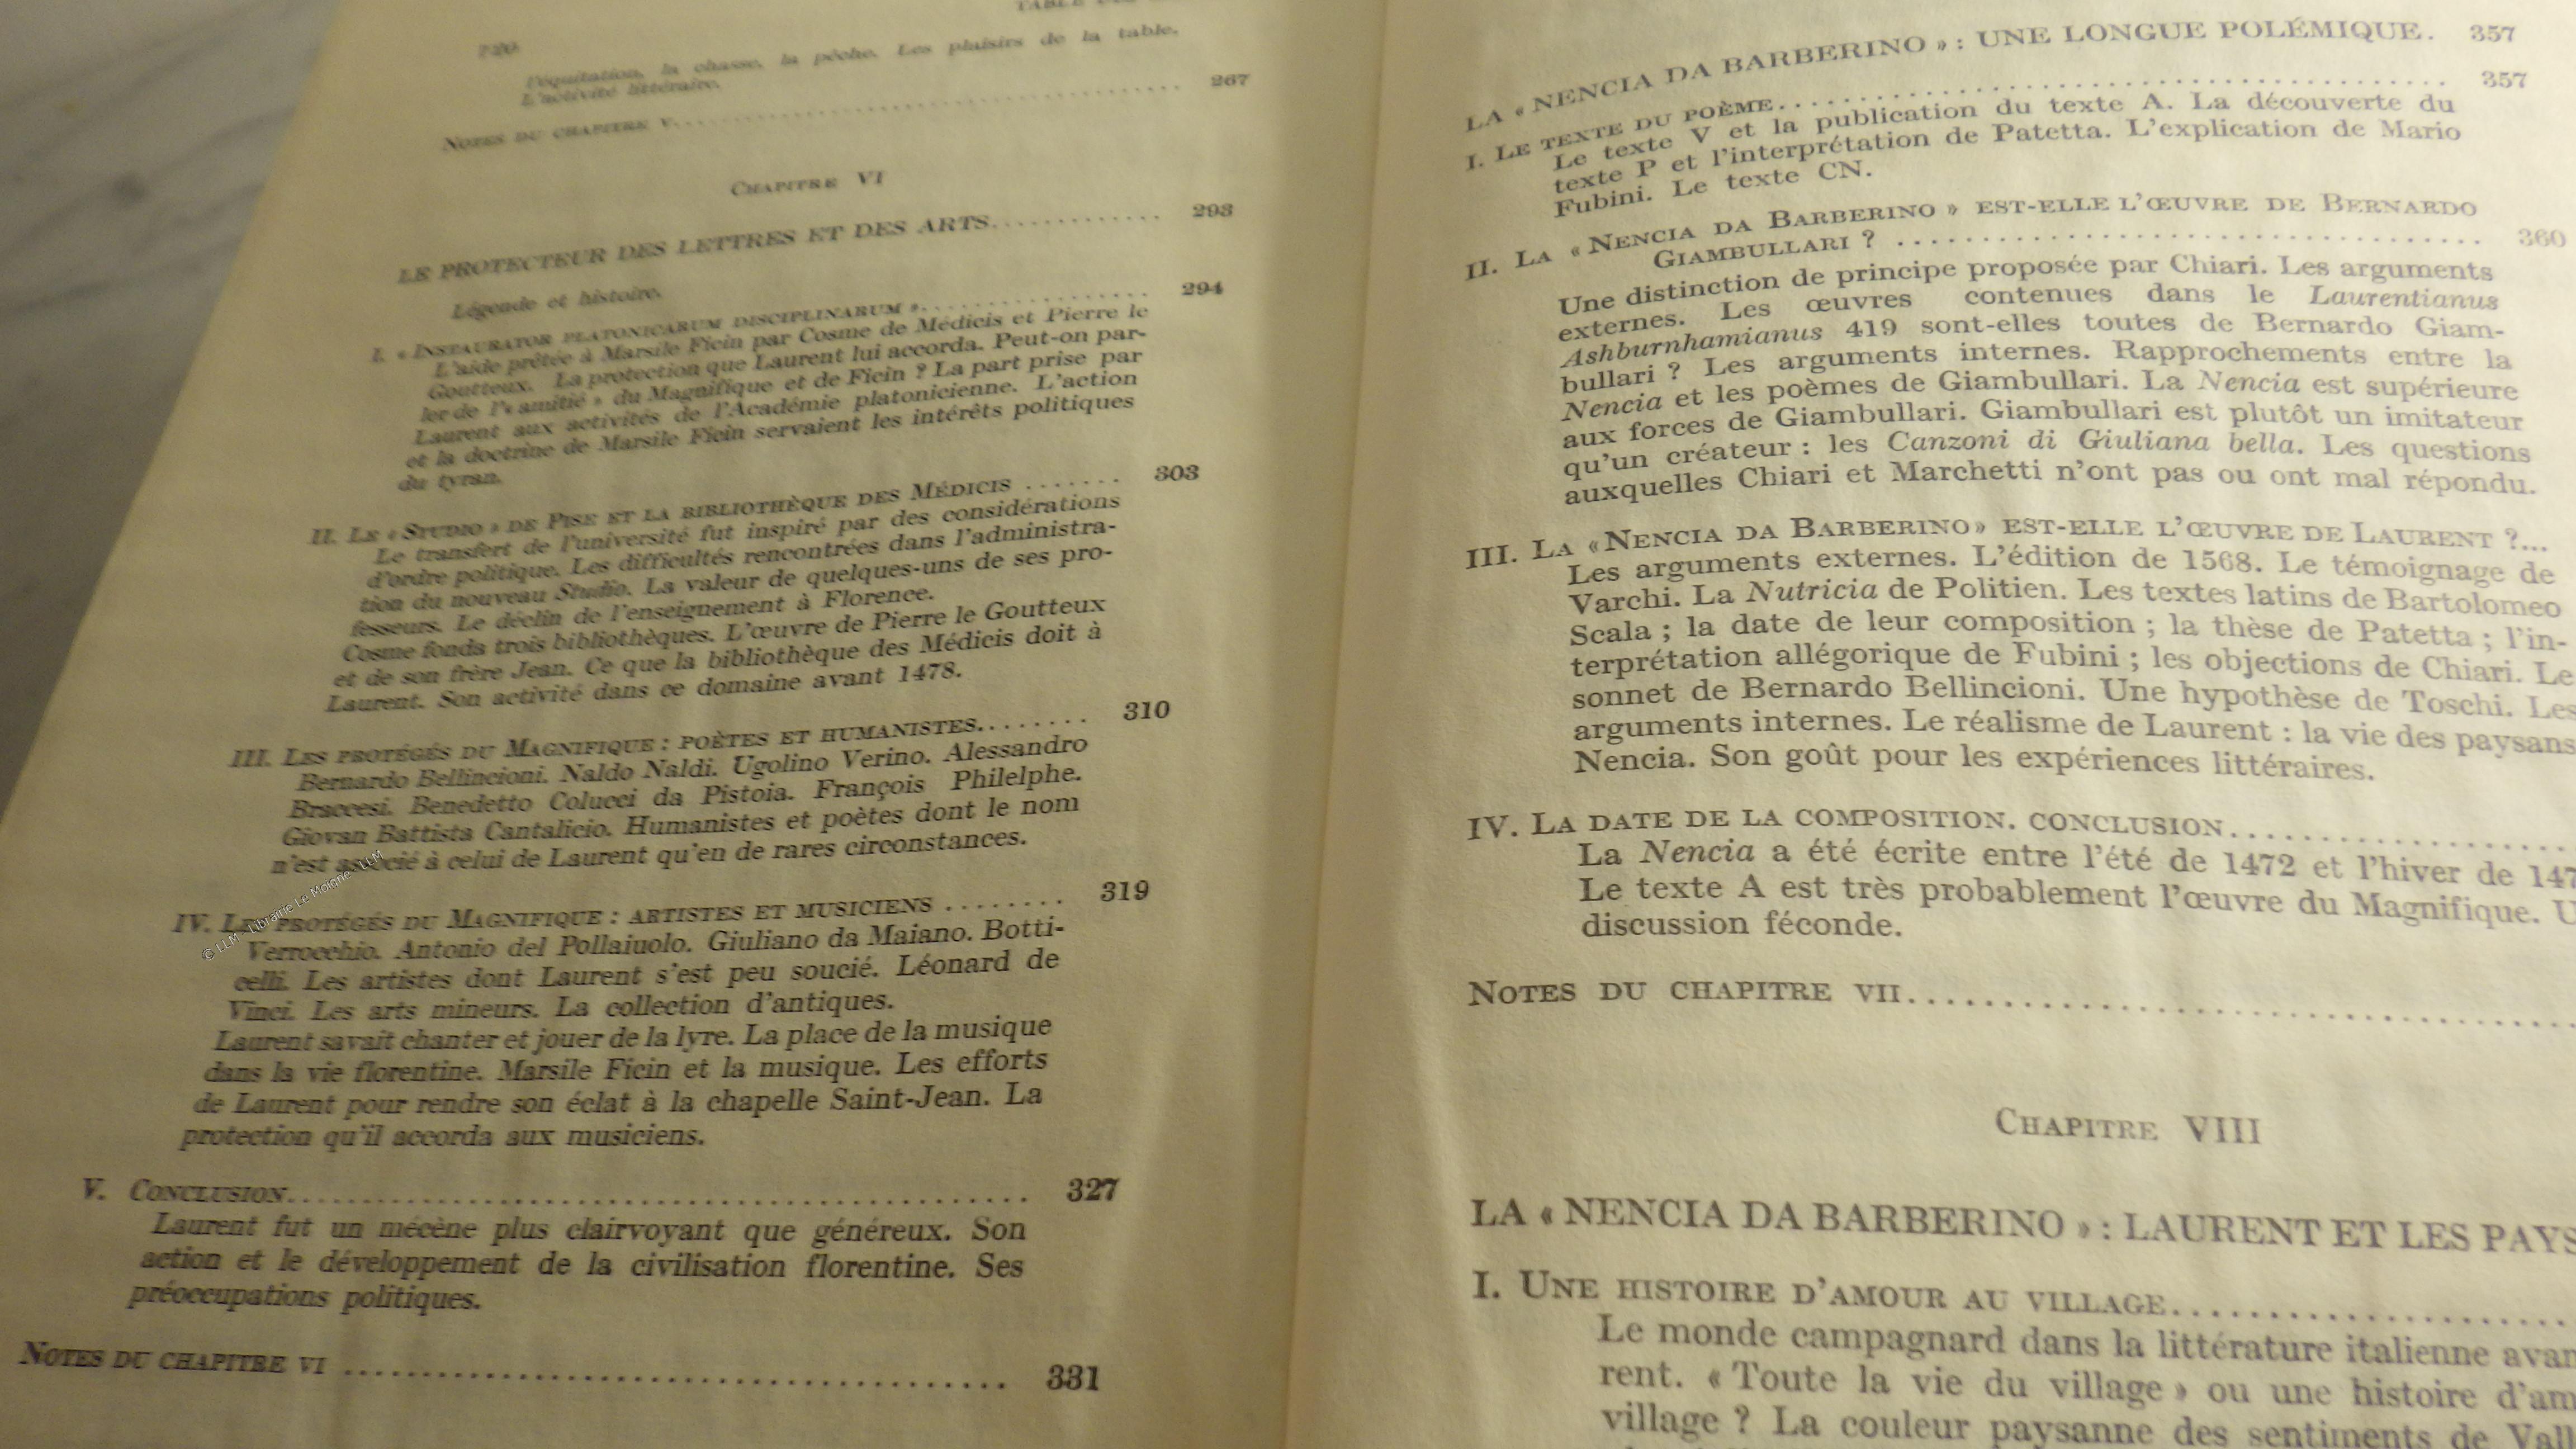 720
l'équitation, la chasse, la pêche. Les plaisirs de la table.
L'activité littéraire.
NOTES DU CHAPITRE V. 267
CHAPITRE VI
LE PROTECTEUR DES LETTRES ET DES ARTS. 293
Légende et histoire.
I. « INSTAURATOR PLATONICARUM DISCIPLINARUM ». 294
L'aide prêtée à Marsile Ficin par Cosme de Médicis et Pierre le
Goutteux. La protection que Laurent lui accorda. Peut-on par-
ler de l'« amitié » du Magnifique et de Ficin ? La part prise par
Laurent aux activités de l'Académie platonicienne. L'action
et la doctrine de Marsile Ficin servaient les intérêts politiques
du tyran.
II. LE « STUDIO » DE PISE ET LA BIBLIOTHÈQUE DES MÉDICIS ....... 303
Le transfert de l'université fut inspiré par des considérations
d'ordre politique. Les difficultés rencontrées dans l'administra-
tion du nouveau Studio. La valeur de quelques-uns de ses pro-
fesseurs. Le déclin de l'enseignement à Florence.
Cosme fonda trois bibliothèques. L'œuvre de Pierre le Goutteux
et de son frère Jean. Ce que la bibliothèque des Médicis doit à
Laurent. Son activité dans ce domaine avant 1478.
III. LES PROTÉGÉS DU MAGNIFIQUE : POÈTES ET HUMANISTES........ 310
Bernardo Bellincioni. Naldo Naldi. Ugolino Verino. Alessandro
Braccesi. Benedetto Colucci da Pistoia. François Philelphe.
Giovan Battista Cantalicio. Humanistes et poètes dont le nom
n'est associé à celui de Laurent qu'en de rares circonstances.
IV. LES PROTÉGÉS DU MAGNIFIQUE : ARTISTES ET MUSICIENS ........ 319
Verrocchio. Antonio del Pollaiuolo. Giuliano da Maiano. Botti-
celli. Les artistes dont Laurent s'est peu soucié. Léonard de
Vinci. Les arts mineurs. La collection d'antiques.
Laurent savait chanter et jouer de la lyre. La place de la musique
dans la vie florentine. Marsile Ficin et la musique. Les efforts
de Laurent pour rendre son éclat à la chapelle Saint-Jean. La
protection qu'il accorda aux musiciens.
V. CONCLUSION. 327
Laurent fut un mécène plus clairvoyant que généreux. Son
action et le développement de la civilisation florentine. Ses
préoccupations politiques.
NOTES DU CHAPITRE VI 331
© LLM - Librairie Le Moigne - LLM
LA « NENCIA DA BARBERINO » : UNE LONGUE POLÉMIQUE. 357
I. LE TEXTE DU POÈME. 357
Le texte V et la publication du texte A. La découverte du
texte P et l'interprétation de Patetta. L'explication de Mario
Fubini. Le texte CN.
II. LA « NENCIA DA BARBERINO » EST-ELLE L'ŒUVRE DE BERNARDO
GIAMBULLARI ? 360
Une distinction de principe proposée par Chiari. Les arguments
externes. Les œuvres contenues dans le Laurentianus
Ashburnhamianus 419 sont-elles toutes de Bernardo Giam-
bullari ? Les arguments internes. Rapprochements entre la
Nencia et les poèmes de Giambullari. La Nencia est supérieure
aux forces de Giambullari. Giambullari est plutôt un imitateur
qu'un créateur : les Canzoni di Giuliana bella. Les questions
auxquelles Chiari et Marchetti n'ont pas ou ont mal répondu.
III. LA « NENCIA DA BARBERINO » EST-ELLE L'ŒUVRE DE LAURENT ?...
Les arguments externes. L'édition de 1568. Le témoignage de
Varchi. La Nutricia de Politien. Les textes latins de Bartolomeo
Scala ; la date de leur composition ; la thèse de Patetta ; l'in-
terprétation allégorique de Fubini ; les objections de Chiari. Le
sonnet de Bernardo Bellincioni. Une hypothèse de Toschi. Les
arguments internes. Le réalisme de Laurent : la vie des paysans
Nencia. Son goût pour les expériences littéraires.
IV. LA DATE DE LA COMPOSITION. CONCLUSION.
La Nencia a été écrite entre l'été de 1472 et l'hiver de 147
Le texte A est très probablement l'œuvre du Magnifique. U
discussion féconde.
NOTES DU CHAPITRE VII.
CHAPITRE VIII
LA « NENCIA DA BARBERINO » : LAURENT ET LES PAYS
I. UNE HISTOIRE D'AMOUR AU VILLAGE.
Le monde campagnard dans la littérature italienne avan
rent. « Toute la vie du village » ou une histoire d'am
village ? La couleur paysanne des sentiments de Vall